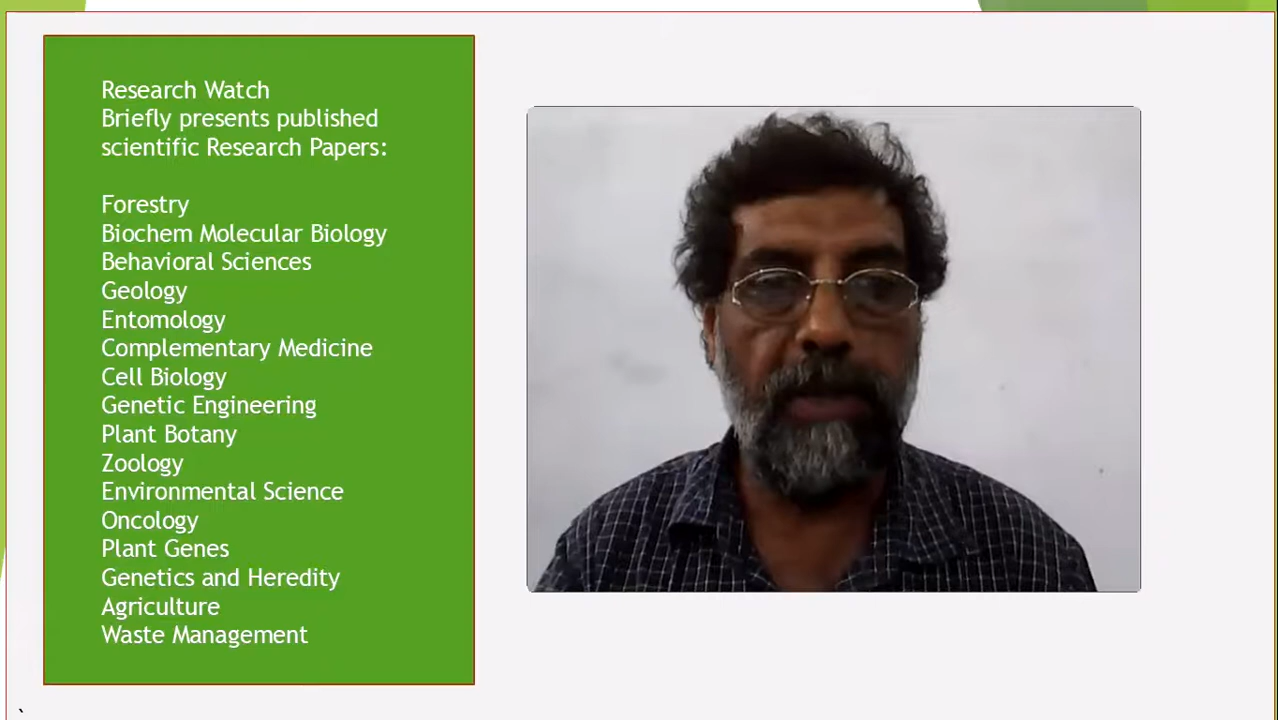 Research Watch
Briefly presents published
scientific Research Papers:
Forestry
Biochem Molecular Biology
Behavioral Sciences
Geology
Entomology
Complementary Medicine
Cell Biology
Genetic Engineering
Plant Botany
Zoology
Environmental Science
Oncology
Plant Genes
Genetics and Heredity
Agriculture
Waste Management
`